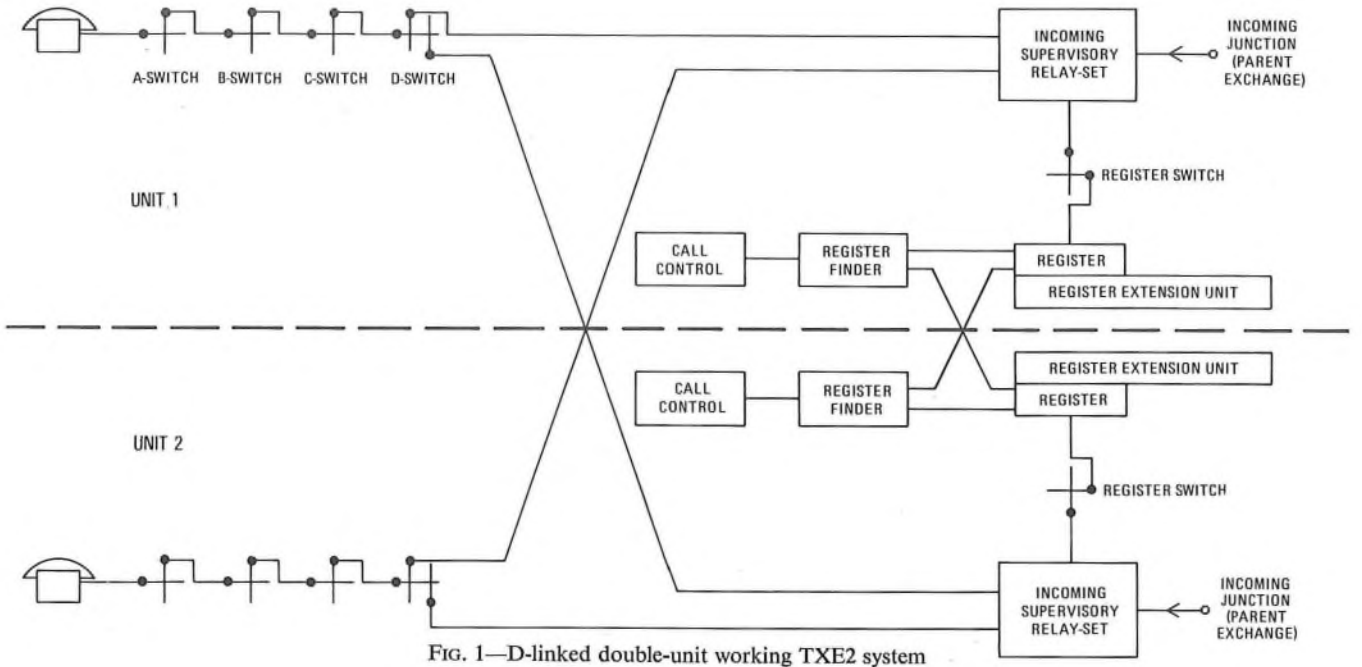 A-SWITCH B-SWITCH C-SWITCH D-SWITCH
INCOMING
SUPERVISORY
RELAY-SET
INCOMING
JUNCTION
(PARENT
EXCHANGE)
UNIT 1
REGISTER SWITCH
CALL
CONTROL
REGISTER
FINDER
REGISTER
REGISTER EXTENSION UNIT
UNIT 2
CALL
CONTROL
REGISTER
FINDER
REGISTER EXTENSION UNIT
REGISTER
REGISTER SWITCH
INCOMING
SUPERVISORY
RELAY-SET
INCOMING
JUNCTION
(PARENT
EXCHANGE)
FIG. 1—D-linked double-unit working TXE2 system